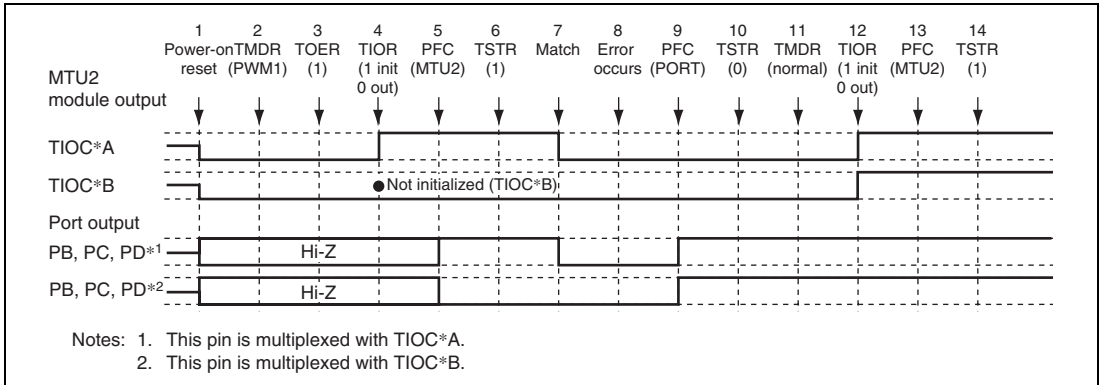 1 2 3 4 5 6 7 8 9 10 11 12 13 14
Power-on TMDR TOER TIOR PFC TSTR Match Error PFC TSTR TMDR TIOR PFC TSTR
reset (PWM1) (1) (1 init (MTU2) (1) occurs (PORT) (0) (normal) (1 init (MTU2) (1)
0 out) 0 out)
MTU2
module output
TIOC*A
TIOC*B
Not initialized (TIOC*B)
Port output
PB, PC, PD*1
Hi-Z
PB, PC, PD*2
Hi-Z
Notes: 1. This pin is multiplexed with TIOC*A.
2. This pin is multiplexed with TIOC*B.